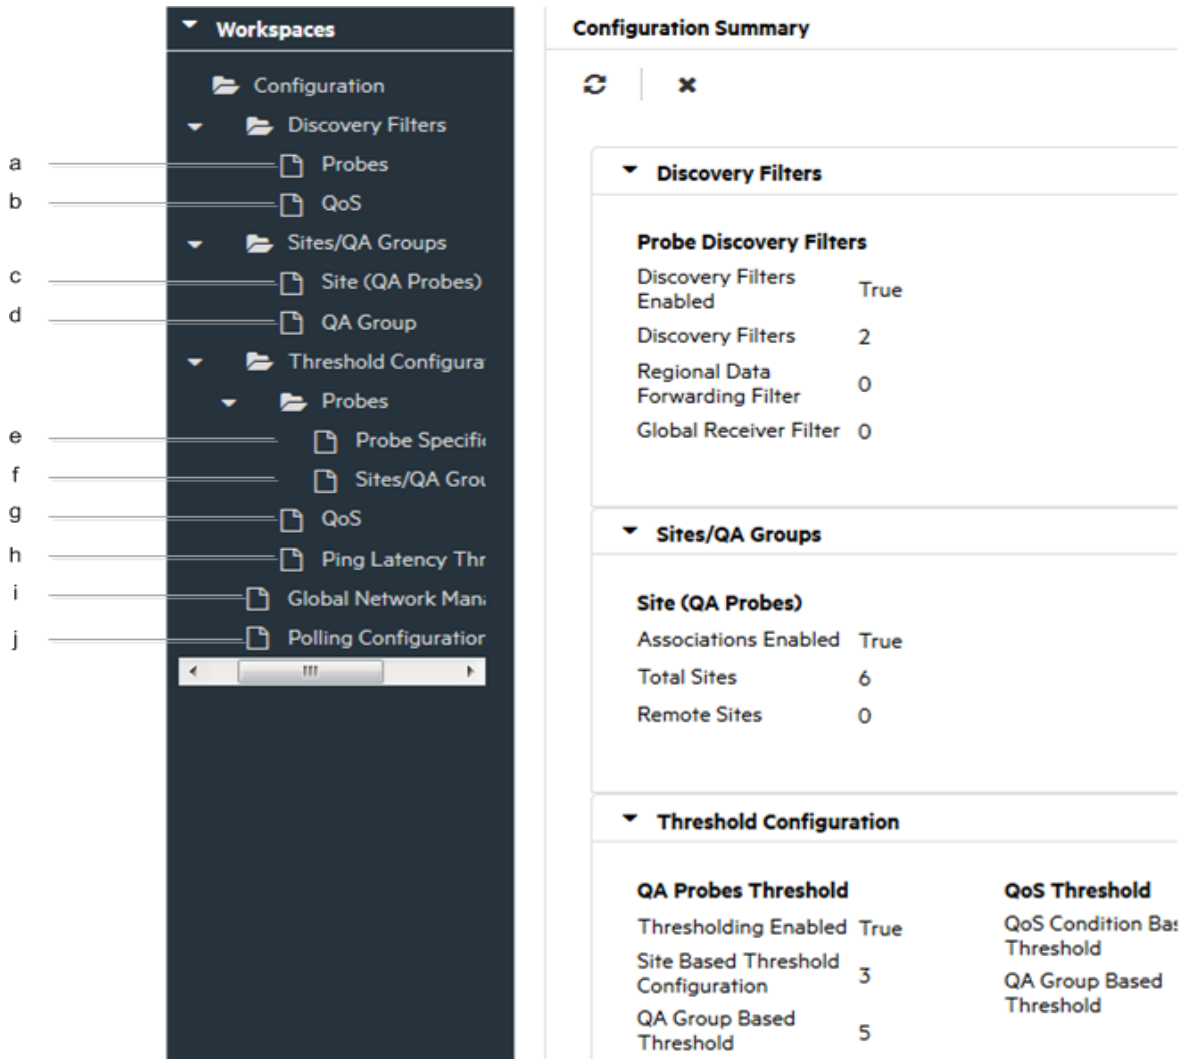 Workspaces
Configuration
Discovery Filters
a Probes
b QoS
Sites/QA Groups
c Site (QA Probes)
d QA Group
Threshold Configura
Probes
e Probe Specific
f Sites/QA Grou
g QoS
h Ping Latency Thr
i Global Network Mana
j Polling Configuration
Configuration Summary
Discovery Filters
Probe Discovery Filters
Discovery Filters
Enabled True
Discovery Filters 2
Regional Data
Forwarding Filter 0
Global Receiver Filter 0
Sites/QA Groups
Site (QA Probes)
Associations Enabled True
Total Sites 6
Remote Sites 0
Threshold Configuration
QA Probes Threshold
Thresholding Enabled True
Site Based Threshold
Configuration 3
QA Group Based
Threshold 5
QoS Threshold
QoS Condition Bas
Threshold
QA Group Based
Threshold